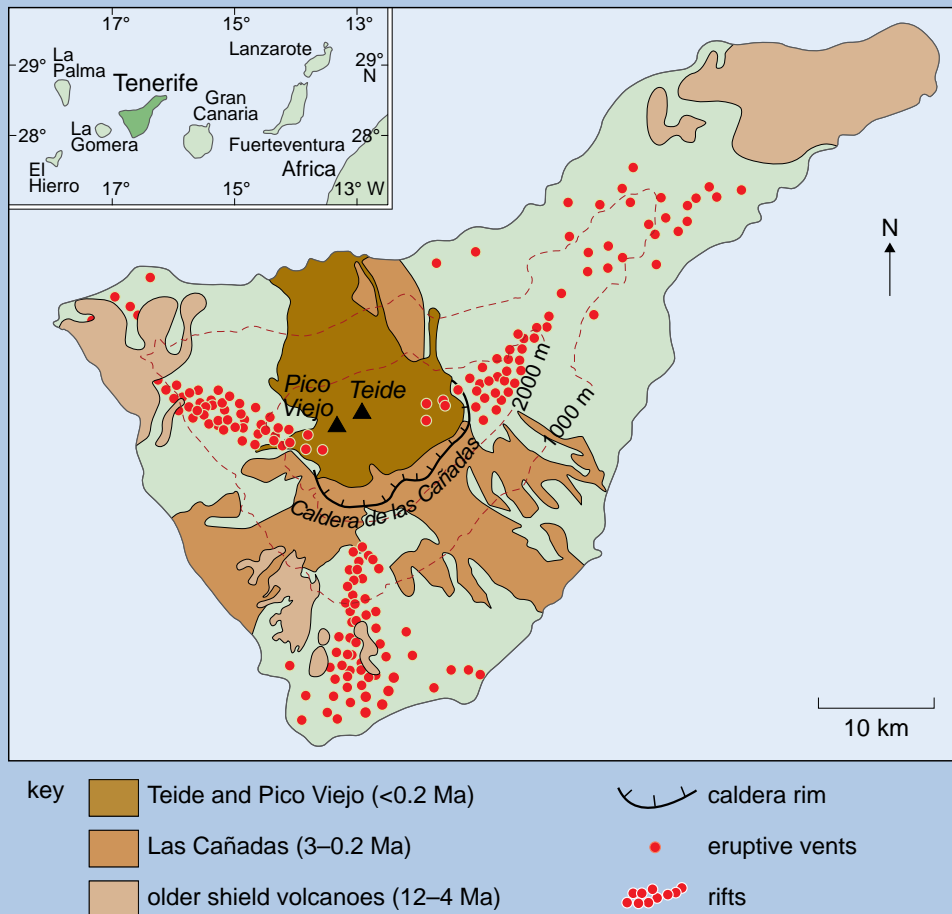 17°
15°
13°
Lanzarote
29°
N
La
Palma
Tenerife
Gran
Canaria
28°
La
Gomera
Fuerteventura
28°
El
Hierro
Africa
17°
15°
13° W
N
Pico
Viejo
Teide
2000 m
1000 m
Caldera de las Cañadas
10 km
key
Teide and Pico Viejo (<0.2 Ma)
caldera rim
Las Cañadas (3–0.2 Ma)
eruptive vents
older shield volcanoes (12–4 Ma)
rifts